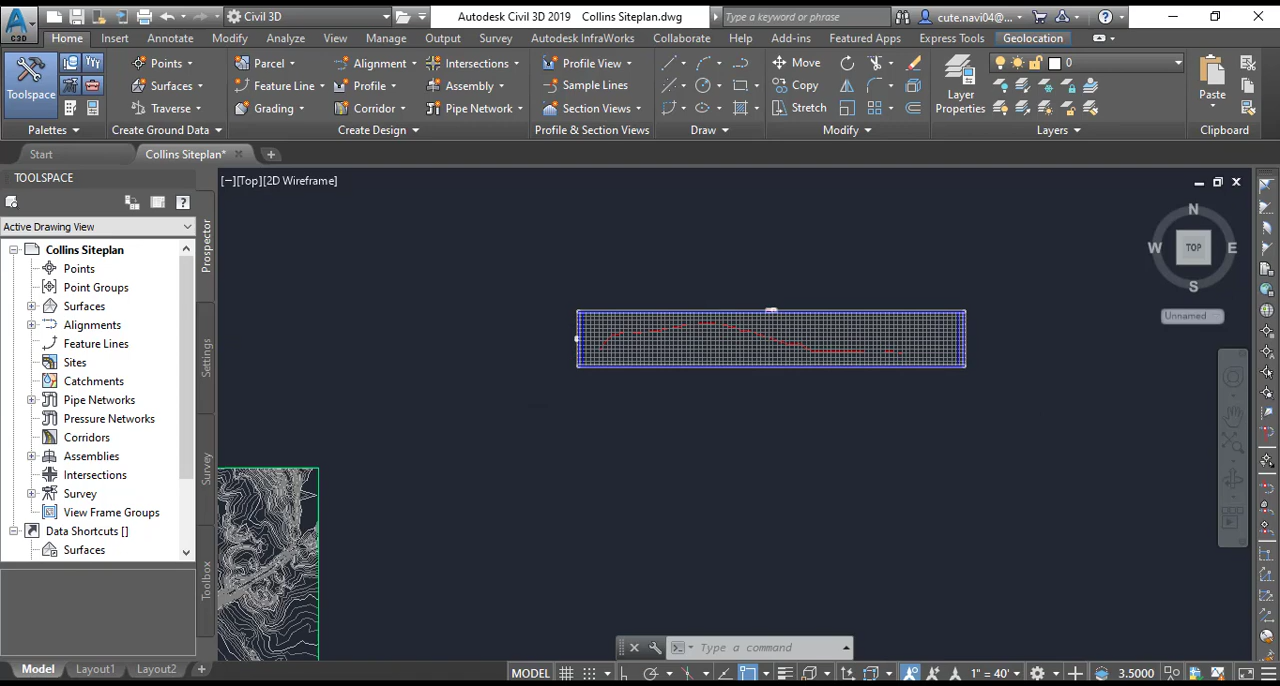 A
C3D
Civil 3D
Autodesk Civil 3D 2019 Collins Siteplan.dwg
Type a keyword or phrase
cute.navi04@...
Home Insert Annotate Modify Analyze View Manage Output Survey Autodesk InfraWorks Collaborate Help Add-ins Featured Apps Express Tools Geolocation
Toolspace
Palettes
Points
Surfaces
Traverse
Create Ground Data
Parcel
Feature Line
Grading
Alignment
Profile
Corridor
Intersections
Assembly
Pipe Network
Create Design
Profile View
Sample Lines
Section Views
Profile & Section Views
Draw
Move
Copy
Stretch
Modify
Layer
Properties
0
Layers
Paste
Clipboard
Start
Collins Siteplan*
TOOLSPACE
Active Drawing View
Collins Siteplan
Points
Point Groups
Surfaces
Alignments
Feature Lines
Sites
Catchments
Pipe Networks
Pressure Networks
Corridors
Assemblies
Intersections
Survey
View Frame Groups
Data Shortcuts []
Surfaces
Prospector
Settings
Survey
Toolbox
[−][Top][2D Wireframe]
N
W
TOP
E
S
Unnamed
Type a command
Model Layout1 Layout2
MODEL
1" = 40'
3.5000